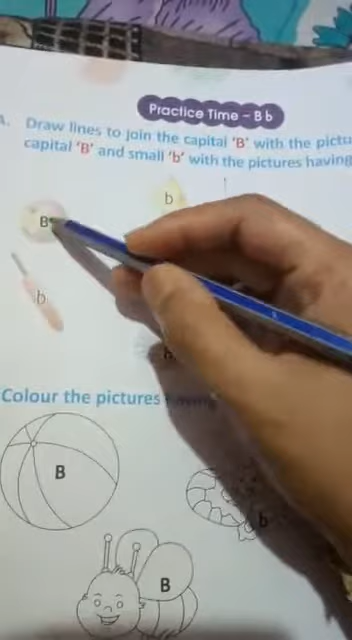 Practice Time - B b
A. Draw lines to join the capital 'B' with the
capital 'B' and small 'b' with the pictures having
b
B
b
Colour the pictures having
B
b
B